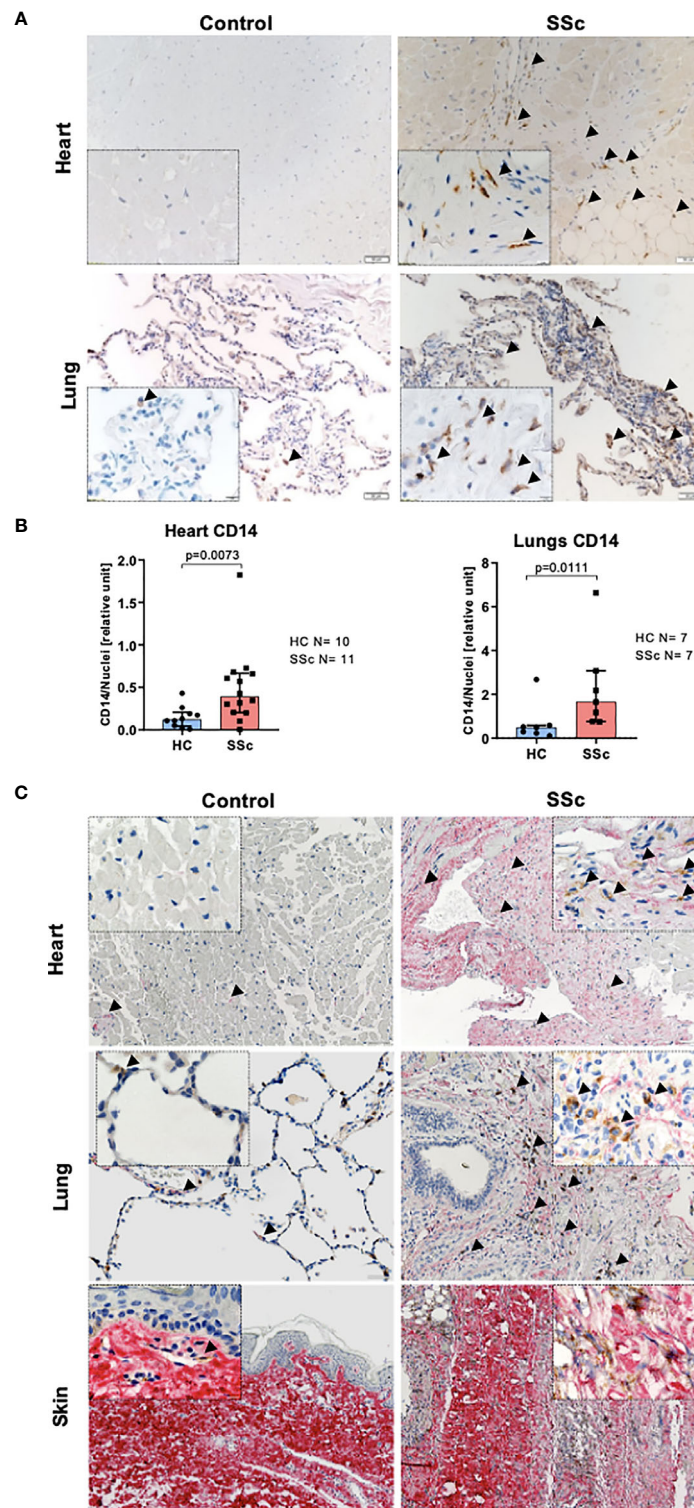 A
Control
SSc
Heart
Lung
B
Heart CD14
p=0.0073
CD14/Nuclei [relative unit]
2.0
1.5
1.0
0.5
0.0
HC
SSc
HC N= 10
SSc N= 11
Lungs CD14
p=0.0111
CD14/Nuclei [relative unit]
8
6
4
2
0
HC
SSc
HC N= 7
SSc N= 7
C
Control
SSc
Heart
Lung
Skin